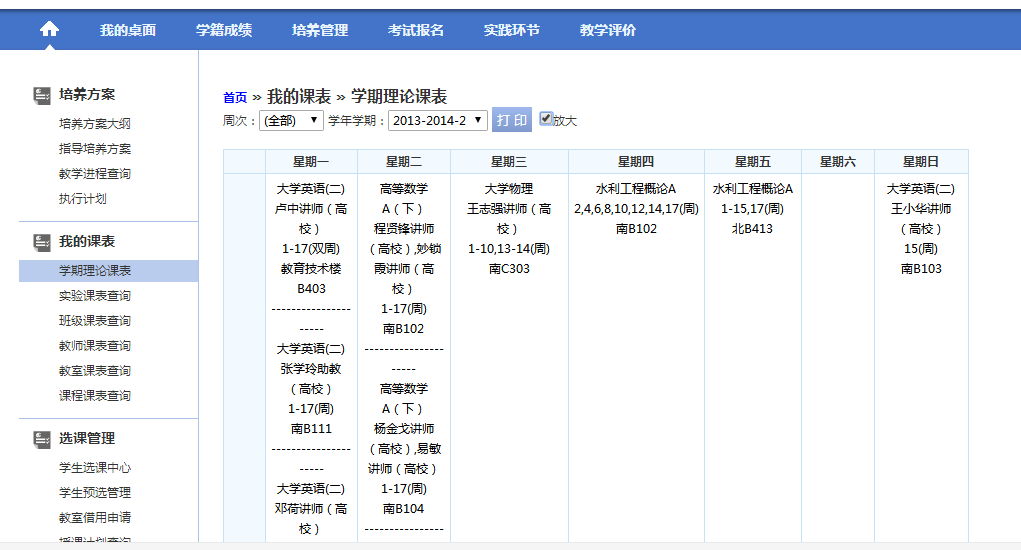 我的桌面 学籍成绩 培养管理 考试报名 实践环节 教学评价
培养方案
培养方案大纲
指导培养方案
教学进程查询
执行计划
我的课表
学期理论课表
实验课表查询
班级课表查询
教师课表查询
教室课表查询
课程课表查询
选课管理
学生选课中心
学生预选管理
教室借用申请
授课计划查询
首页 » 我的课表 » 学期理论课表
周次：(全部) 学年学期：2013-2014-2 打 印 放大
星期一 星期二 星期三 星期四 星期五 星期六 星期日
大学英语(二)
卢中讲师（高
校）
1-17(双周)
教育技术楼
B403
----------------
-----
大学英语(二)
张学玲助教
（高校）
1-17(周)
南B111
----------------
-----
大学英语(二)
邓荷讲师（高
校）
高等数学
A（下）
程贤锋讲师
（高校）,妙锁
霞讲师（高
校）
1-17(周)
南B102
----------------
-----
高等数学
A（下）
杨金戈讲师
（高校）,易敏
讲师（高校）
1-17(周)
南B104
----------------
大学物理
王志强讲师（高
校）
1-10,13-14(周)
南C303
水利工程概论A
2,4,6,8,10,12,14,17(周)
南B102
水利工程概论A
1-15,17(周)
北B413
大学英语(二)
王小华讲师
（高校）
15(周)
南B103